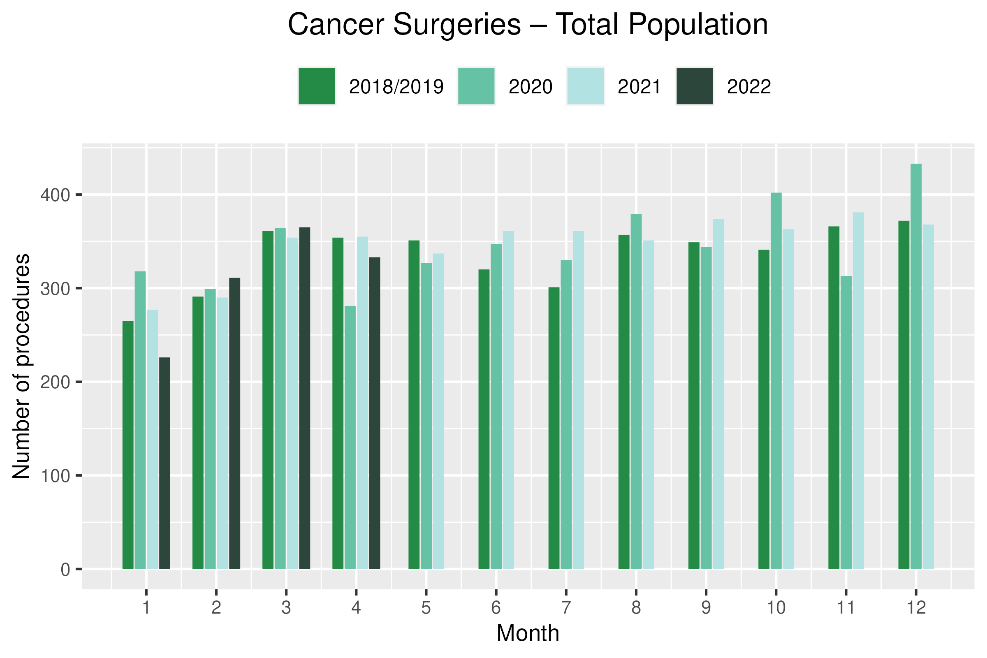 Cancer Surgeries – Total Population
2018/2019 2020 2021 2022
Number of procedures
400
300
200
100
0
1 2 3 4 5 6 7 8 9 10 11 12
Month